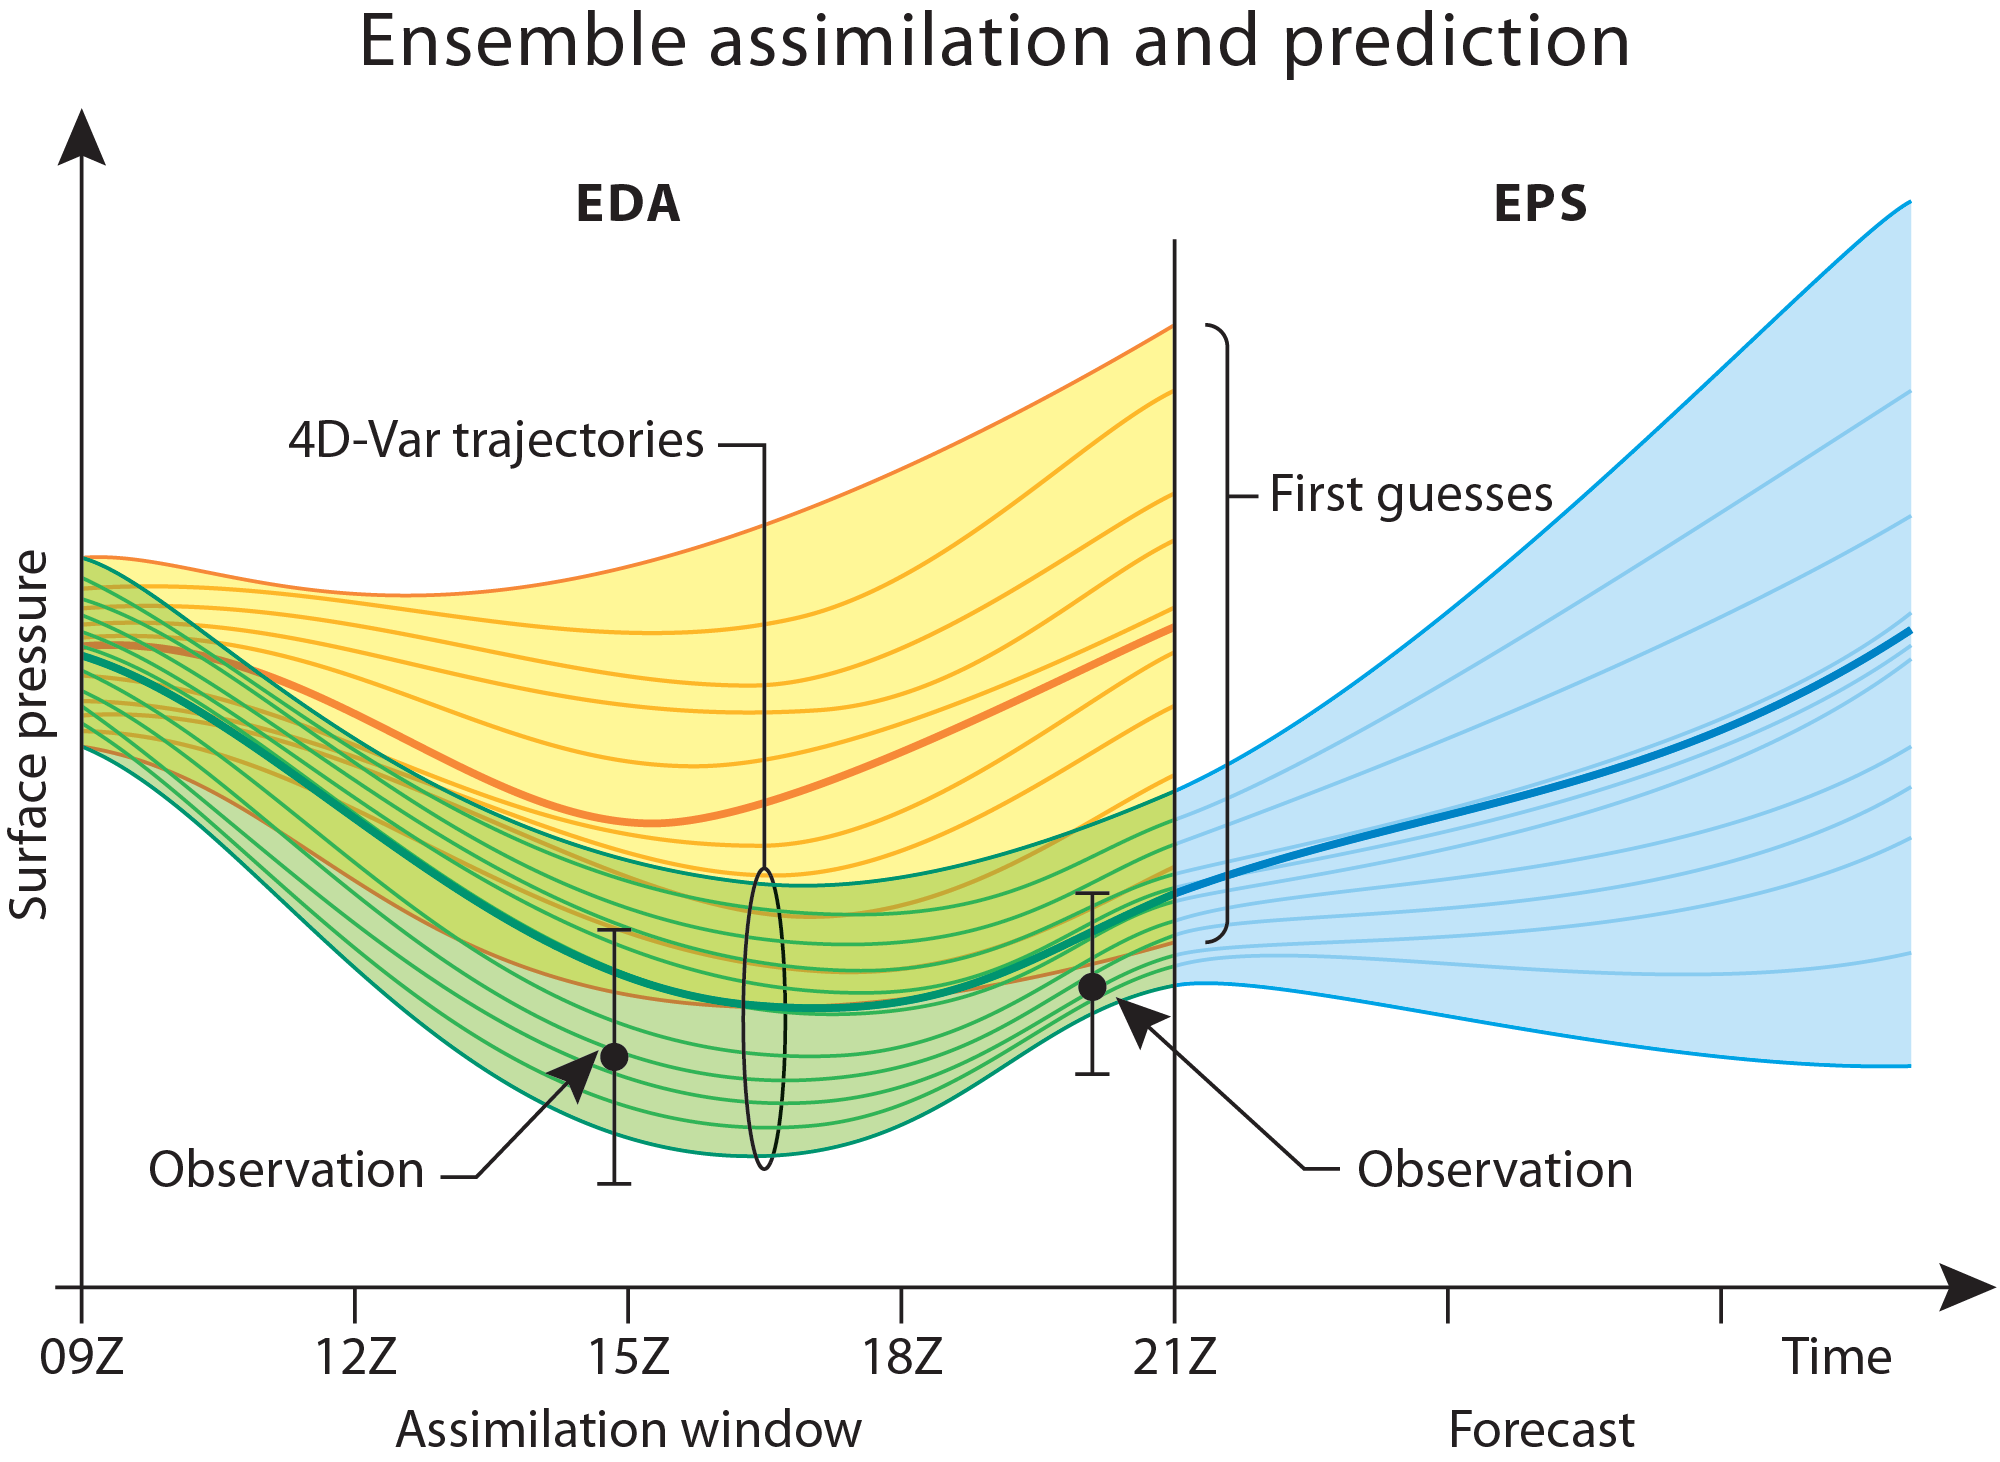 Ensemble assimilation and prediction
EDA
EPS
4D-Var trajectories
First guesses
Surface pressure
Observation
Observation
09Z
12Z
15Z
18Z
21Z
Time
Assimilation window
Forecast